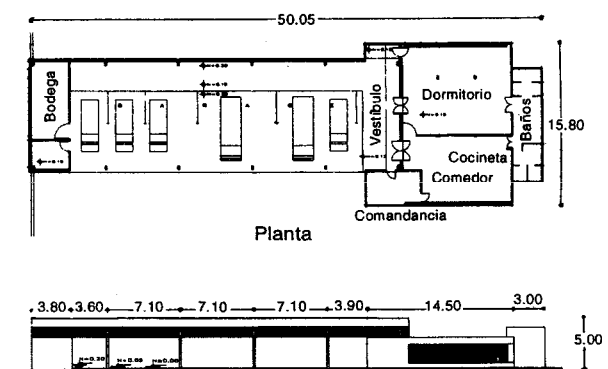 50.05
Bodega
Vestíbulo
Dormitorio
Baños
15.80
Cocineta
Comedor
Comandancia
Planta
3.80 3.60 7.10 7.10 7.10 3.90 14.50 3.00
5.00